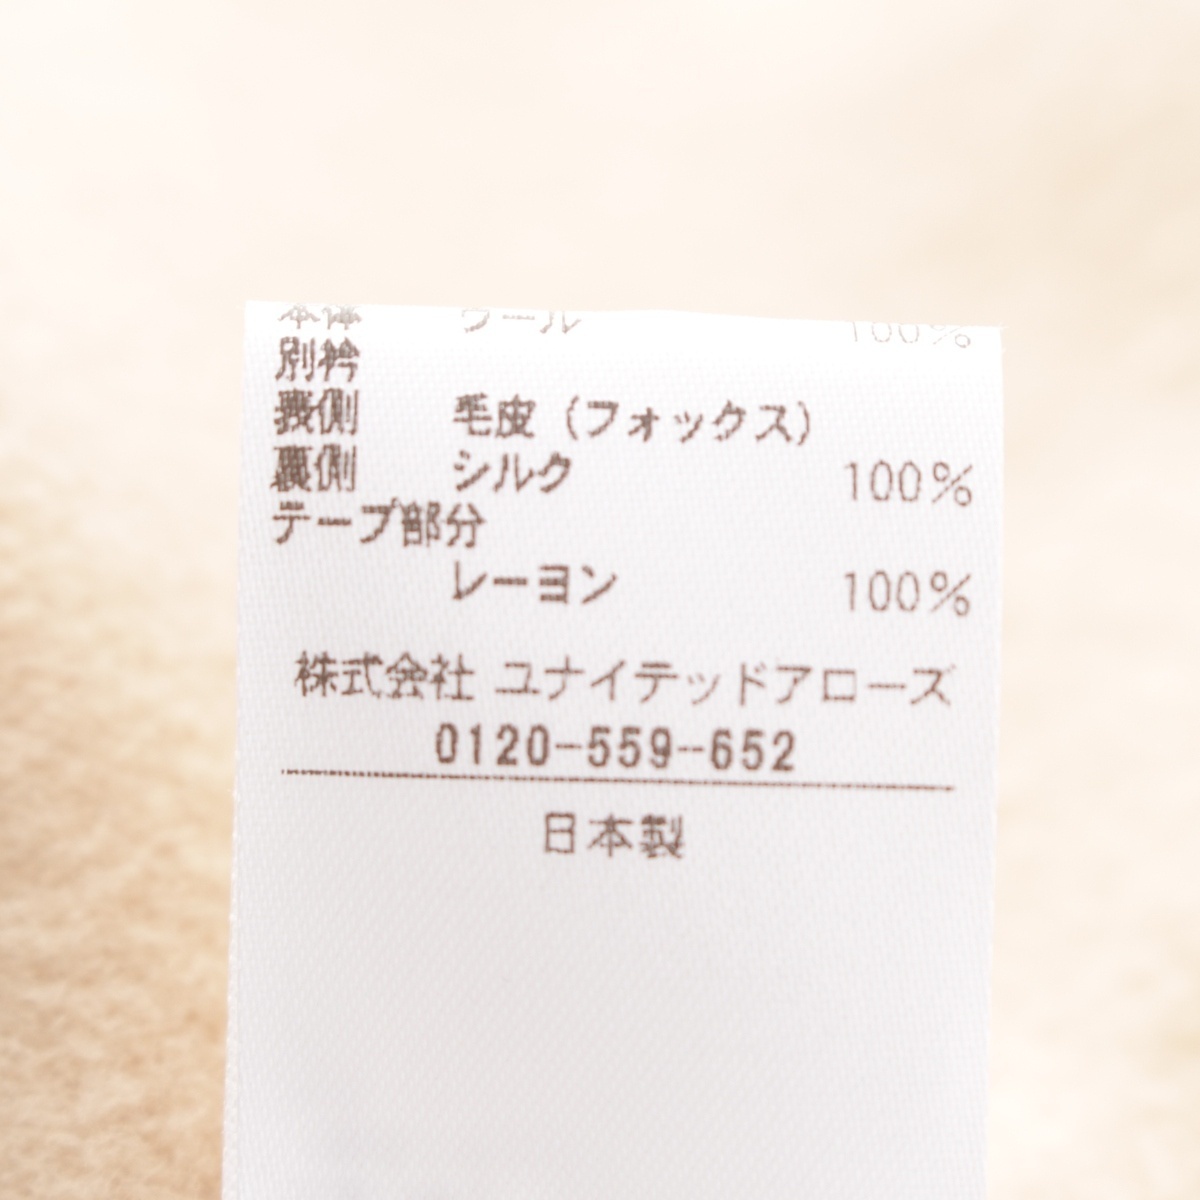 本体 ウール 100%
別衿
表側 毛皮（フォックス）
裏側 シルク 100%
テープ部分
レーヨン 100%
株式会社 ユナイテッドアローズ
0120-559-652
日本製